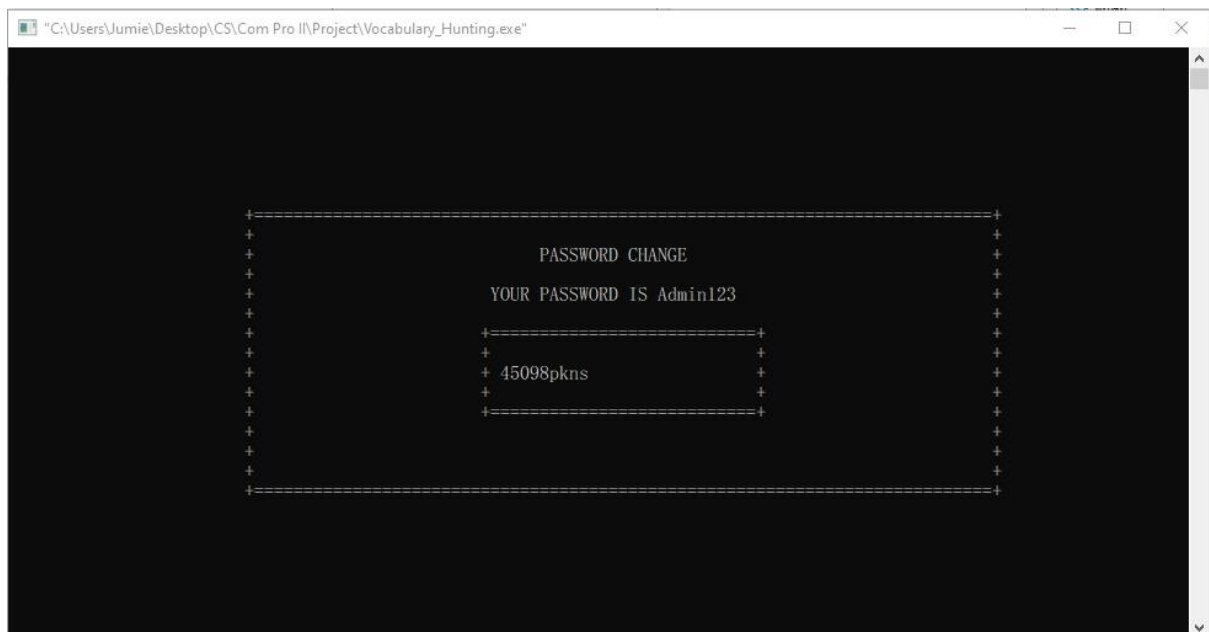 "C:\Users\Jumie\Desktop\CS\Com Pro II\Project\Vocabulary_Hunting.exe"
PASSWORD CHANGE
YOUR PASSWORD IS Admin123
45098pkns